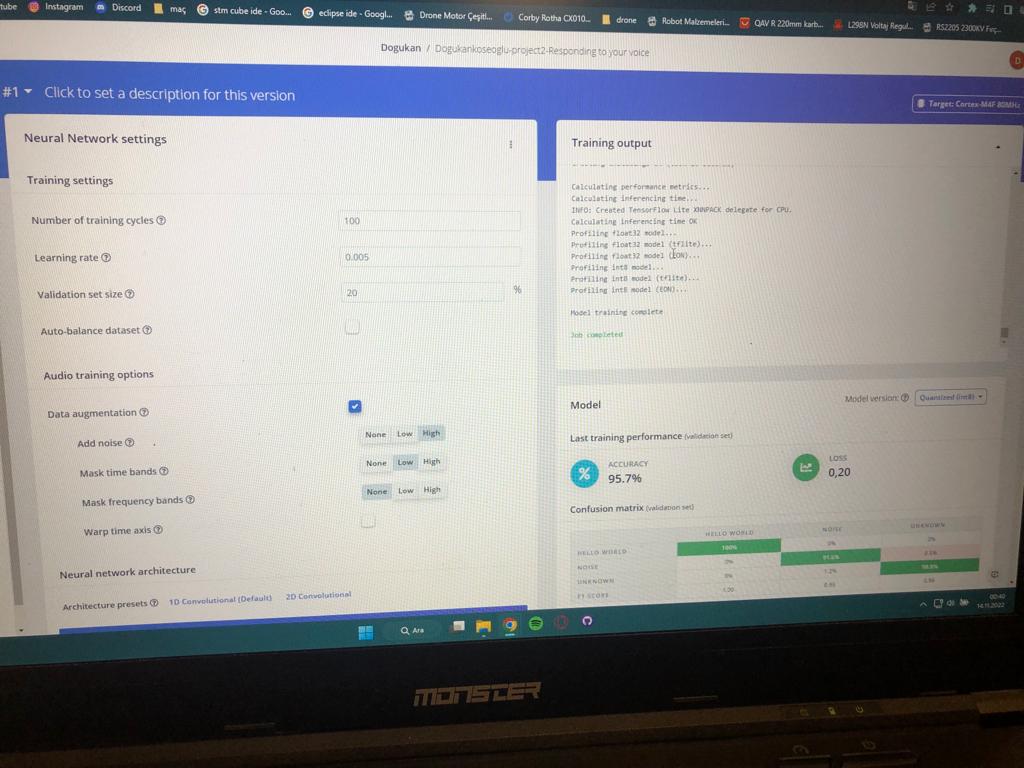 tube Instagram Discord maç stm cube ide - Goo... eclipse ide - Googl... Drone Motor Çeşitl... Corby Rotha CX010... drone Robot Malzemeleri... QAV R 220mm karb... L298N Voltaj Regul... RS2205 2300KV Fırç...
Dogukan / Dogukankoseoglu-project2-Responding to your voice
D
#1 Click to set a description for this version
Target: Cortex-M4F 80MHz
Neural Network settings
Training settings
Number of training cycles 100
Learning rate 0.005
Validation set size 20 %
Auto-balance dataset
Audio training options
Data augmentation
Add noise None Low High
Mask time bands None Low High
Mask frequency bands None Low High
Warp time axis
Neural network architecture
Architecture presets 1D Convolutional (Default) 2D Convolutional
Training output
Calculating performance metrics...
Calculating inferencing time...
INFO: Created TensorFlow Lite XNNPACK delegate for CPU.
Calculating inferencing time OK
Profiling float32 model...
Profiling float32 model (tflite)...
Profiling float32 model (EON)...
Profiling int8 model...
Profiling int8 model (tflite)...
Profiling int8 model (EON)...
Model training complete
Job completed
Model
Model version: Quantized (int8)
Last training performance (validation set)
% ACCURACY
95.7%
LOSS
0,20
Confusion matrix (validation set)
HELLO WORLD NOISE UNKNOWN
HELLO WORLD 100% 0% 0%
NOISE 0%
UNKNOWN 0% 1.2%
F1 SCORE 1.00
Ara
00:40
14.11.2022
MONSTER